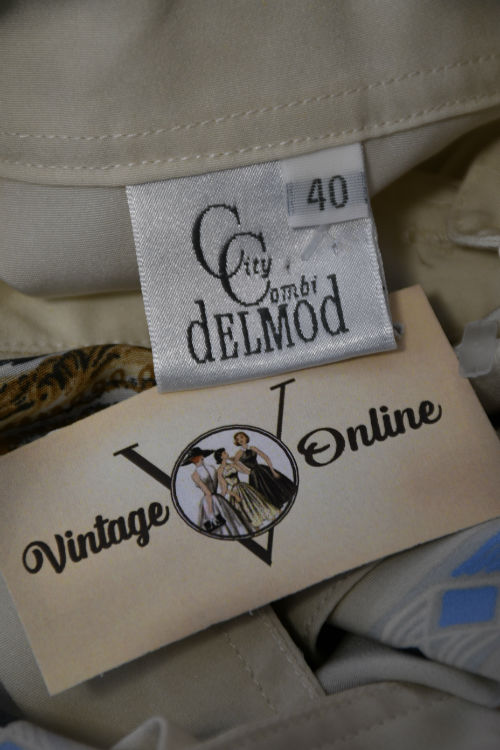 40
City
Combi
dELMOd
Vintage V Online